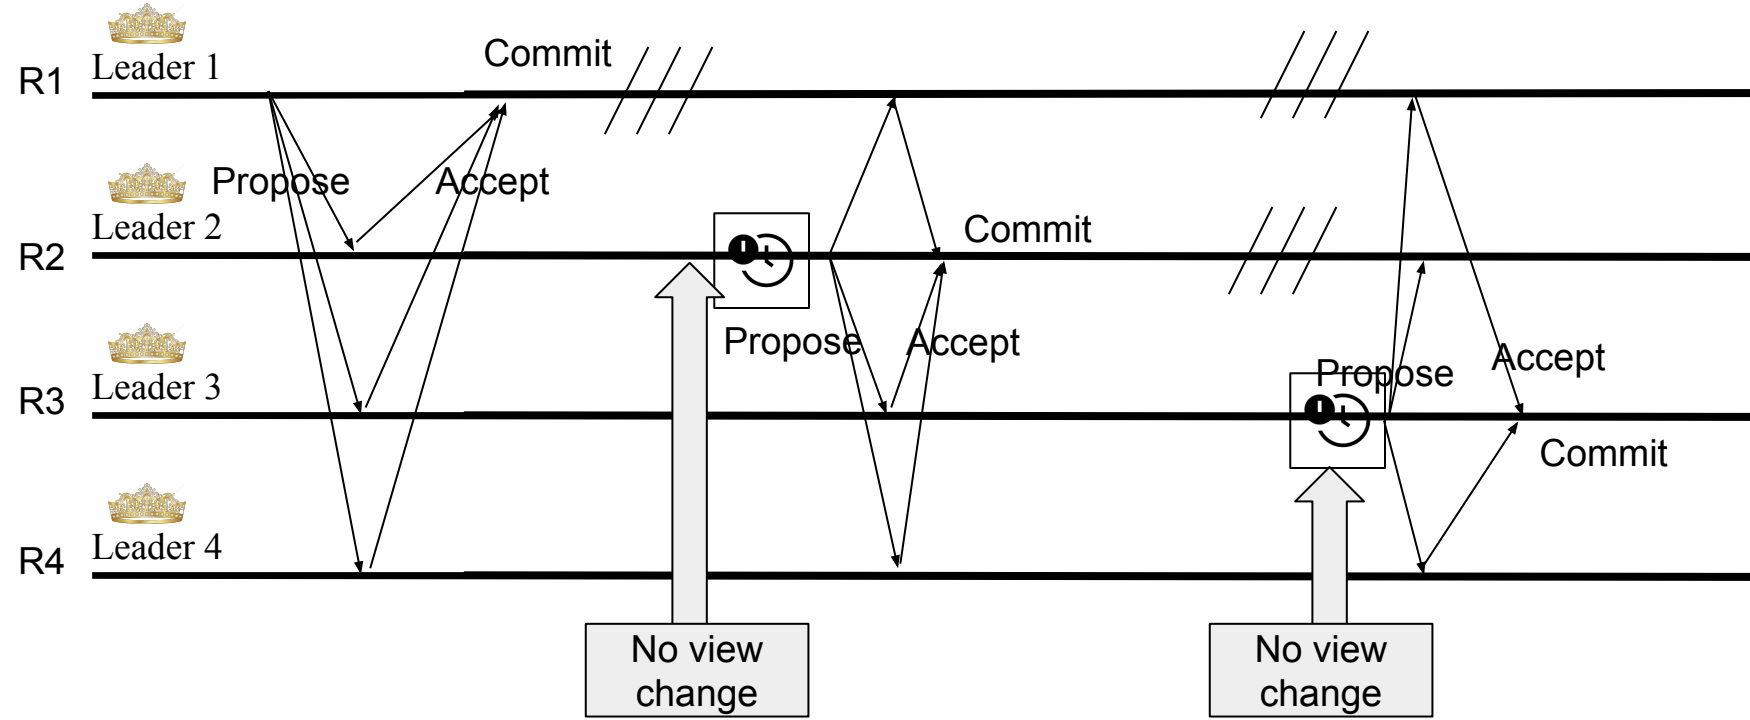 Leader 1
R1
Commit
Propose
Accept
Leader 2
R2
Commit
Propose
Accept
Leader 3
R3
Propose
Accept
Commit
Leader 4
R4
No view
change
No view
change